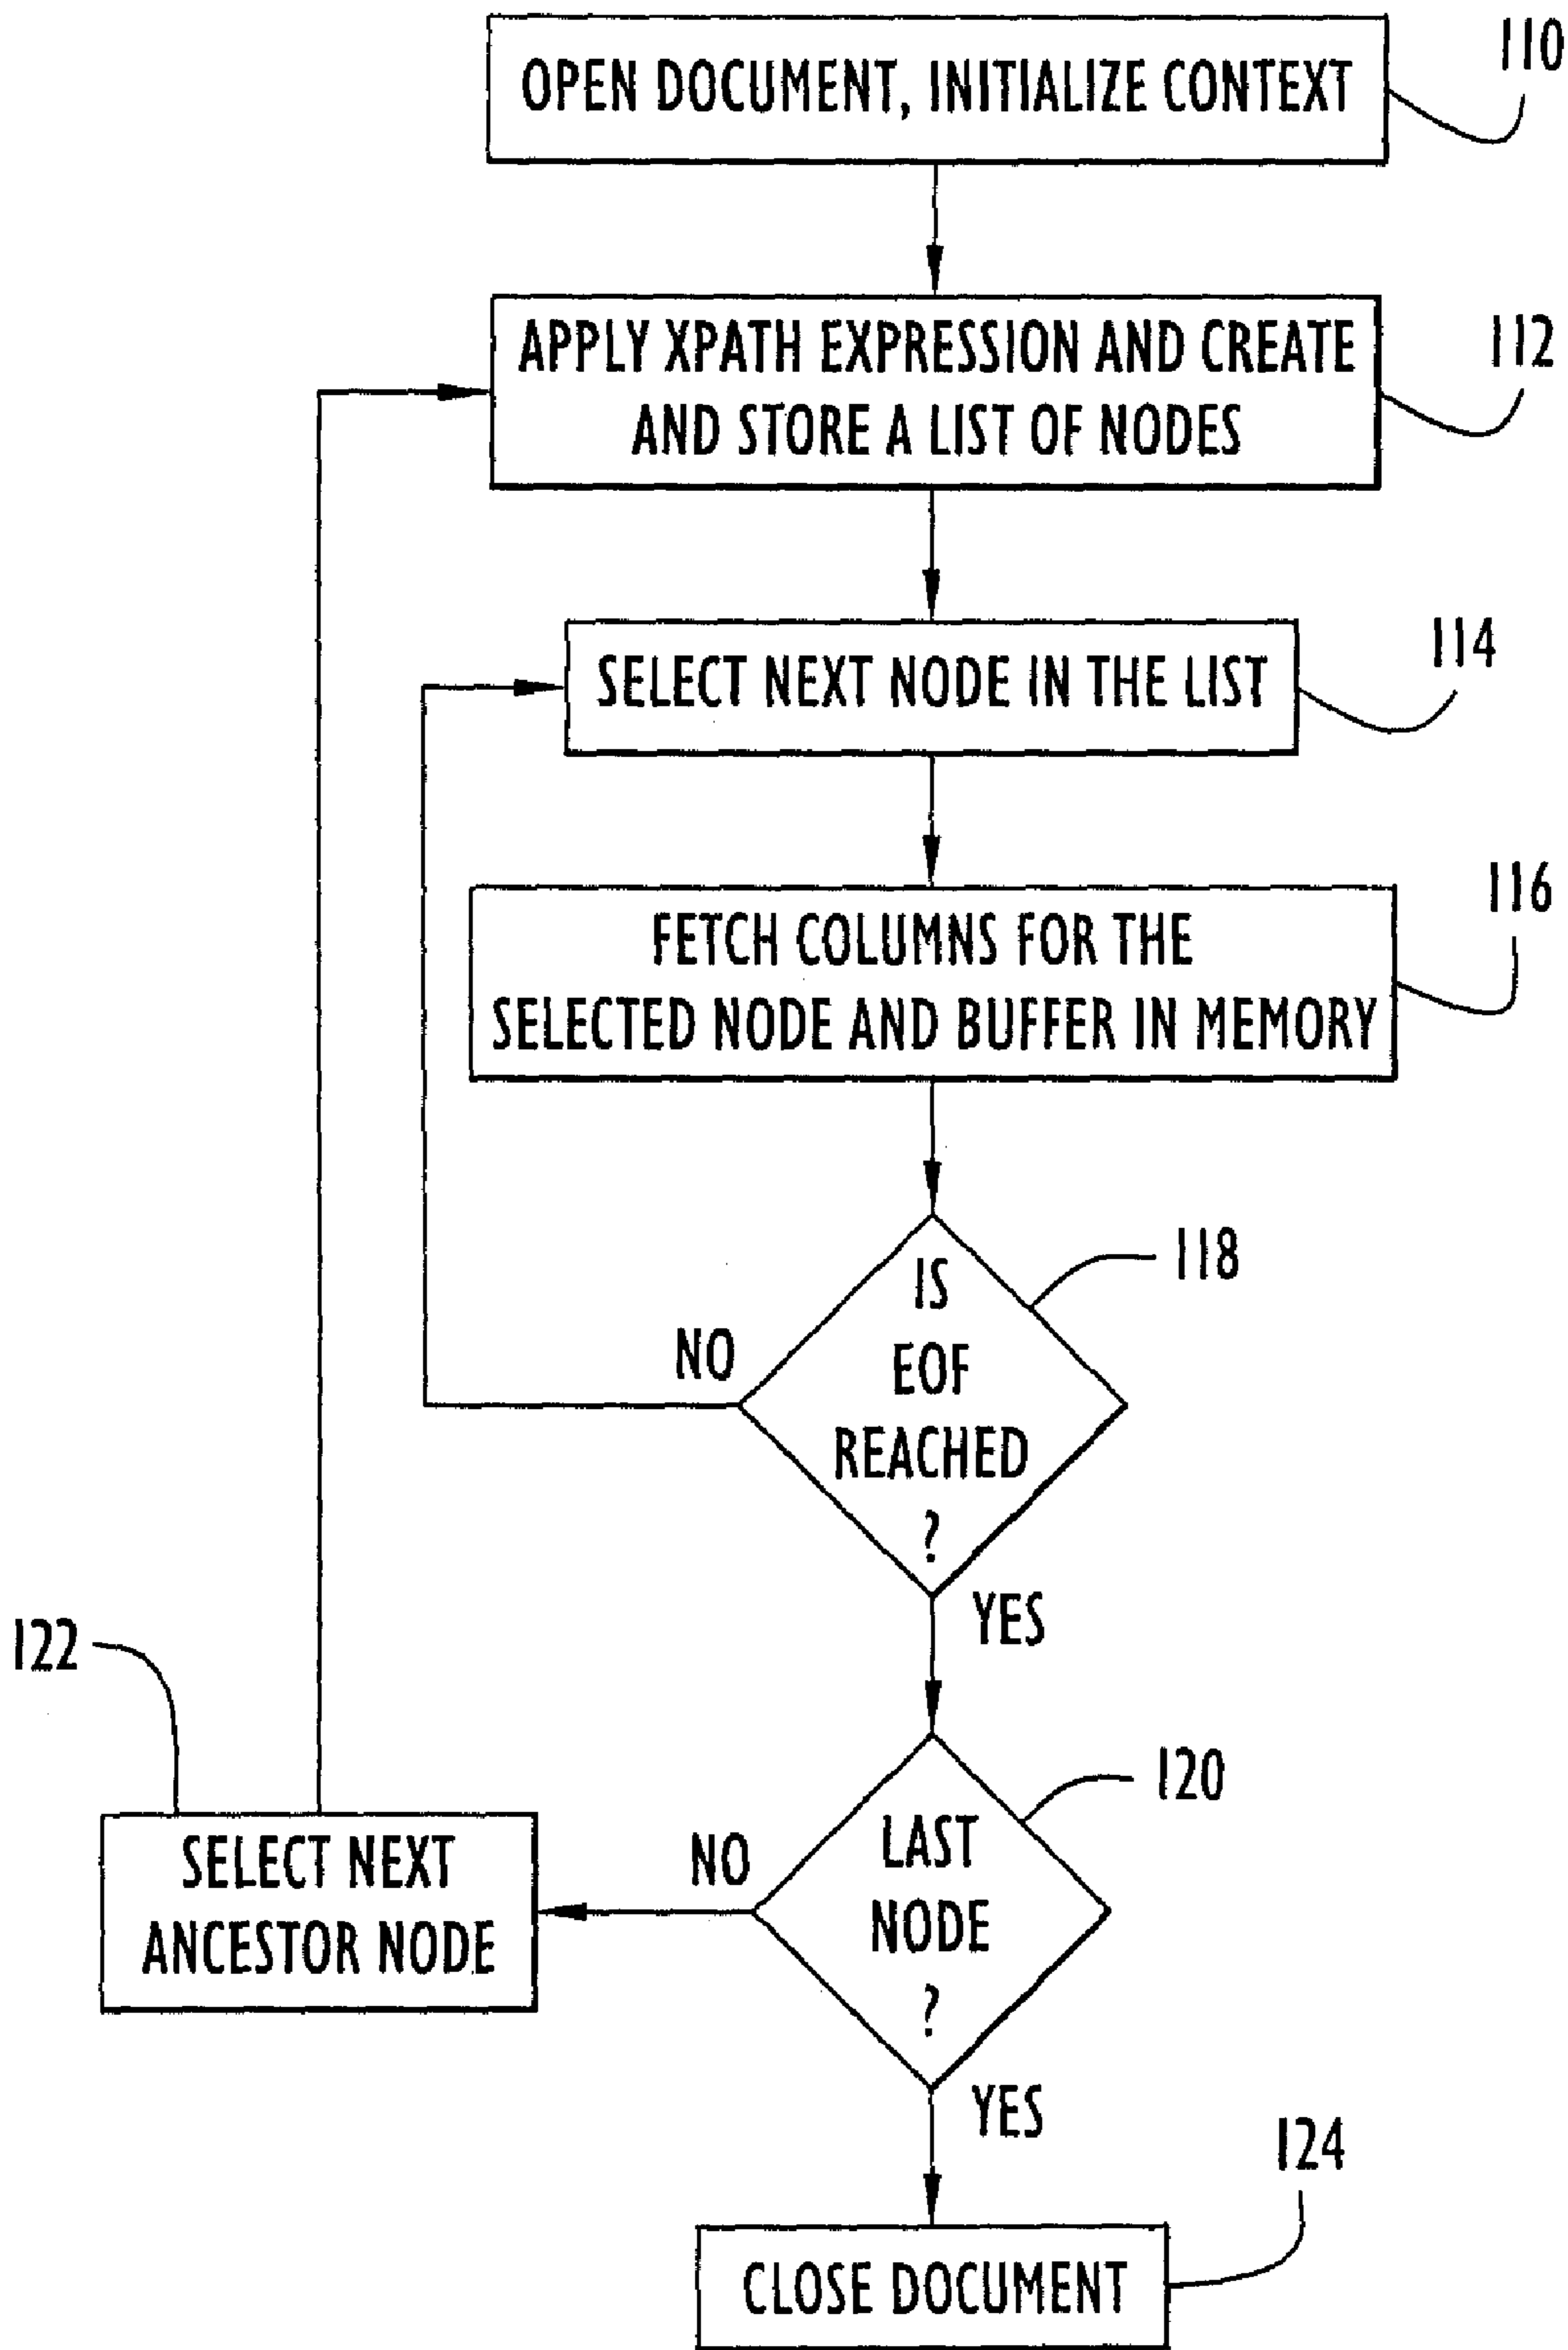 OPEN DOCUMENT, INITIALIZE CONTEXT
110
APPLY XPATH EXPRESSION AND CREATE
AND STORE A LIST OF NODES
112
SELECT NEXT NODE IN THE LIST
114
FETCH COLUMNS FOR THE
SELECTED NODE AND BUFFER IN MEMORY
116
IS
EOF
REACHED
?
118
NO
YES
122
SELECT NEXT
ANCESTOR NODE
NO
LAST
NODE
?
120
YES
CLOSE DOCUMENT
124